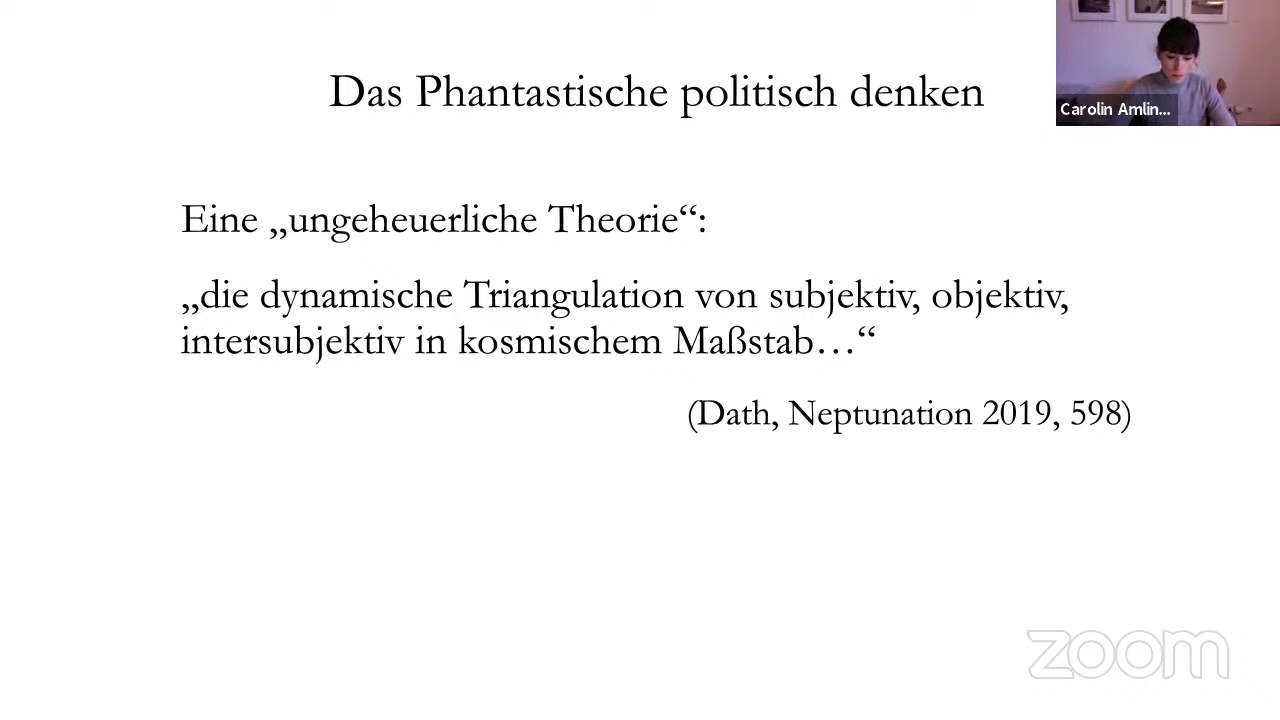 Das Phantastische politisch denken
Carolin Amlin...
Eine „ungeheuerliche Theorie“:
„die dynamische Triangulation von subjektiv, objektiv,
intersubjektiv in kosmischem Maßstab…“
(Dath, Neptunation 2019, 598)
zoom